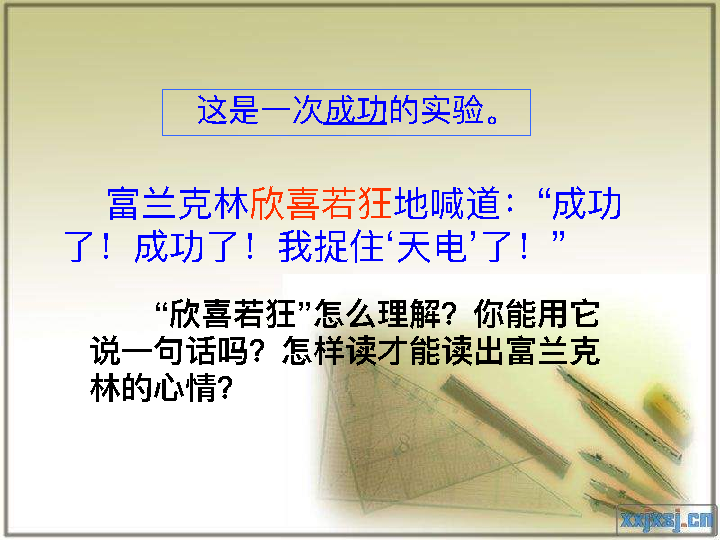 这是一次成功的实验。
富兰克林欣喜若狂地喊道：“成功
了！成功了！我捉住‘天电’了！”
“欣喜若狂”怎么理解？你能用它
说一句话吗？怎样读才能读出富兰克
林的心情？
xxjxsj.cn